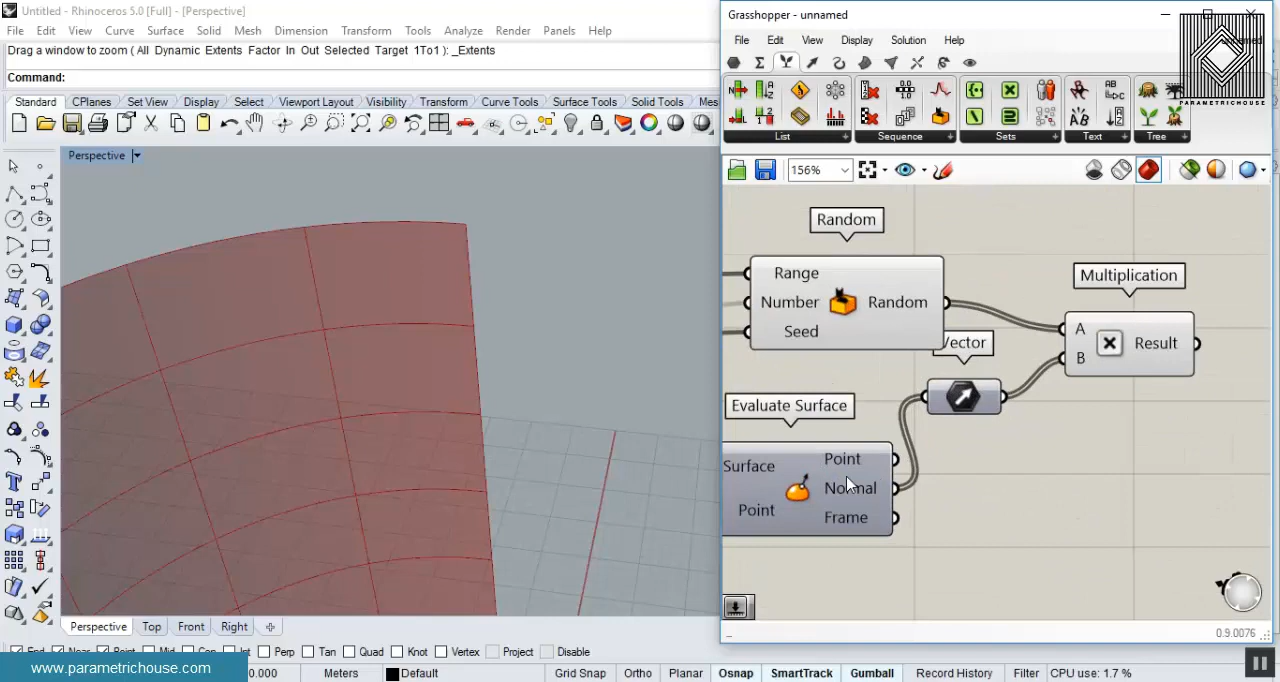 Untitled - Rhinoceros 5.0 [Full] - [Perspective]
File Edit View Curve Surface Solid Mesh Dimension Transform Tools Analyze Render Panels Help
Drag a window to zoom ( All Dynamic Extents Factor In Out Selected Target 1To1 ): _Extents
Command:
Standard CPlanes Set View Display Select Viewport Layout Visibility Transform Curve Tools Surface Tools Solid Tools Mes
Perspective
Grasshopper - unnamed
File Edit View Display Solution Help
PARAMETRICHOUSE
List Sequence Sets Text Tree
156%
Random
Range
Number
Seed
Random
Multiplication
A
B
Result
Vector
Evaluate Surface
Surface
Point
Point
Normal
Frame
0.9.0076
Perspective Top Front Right
Perp Tan Quad Knot Vertex Project Disable
www.parametrichouse.com
0.000 Meters Default Grid Snap Ortho Planar Osnap SmartTrack Gumball Record History Filter CPU use: 1.7 %